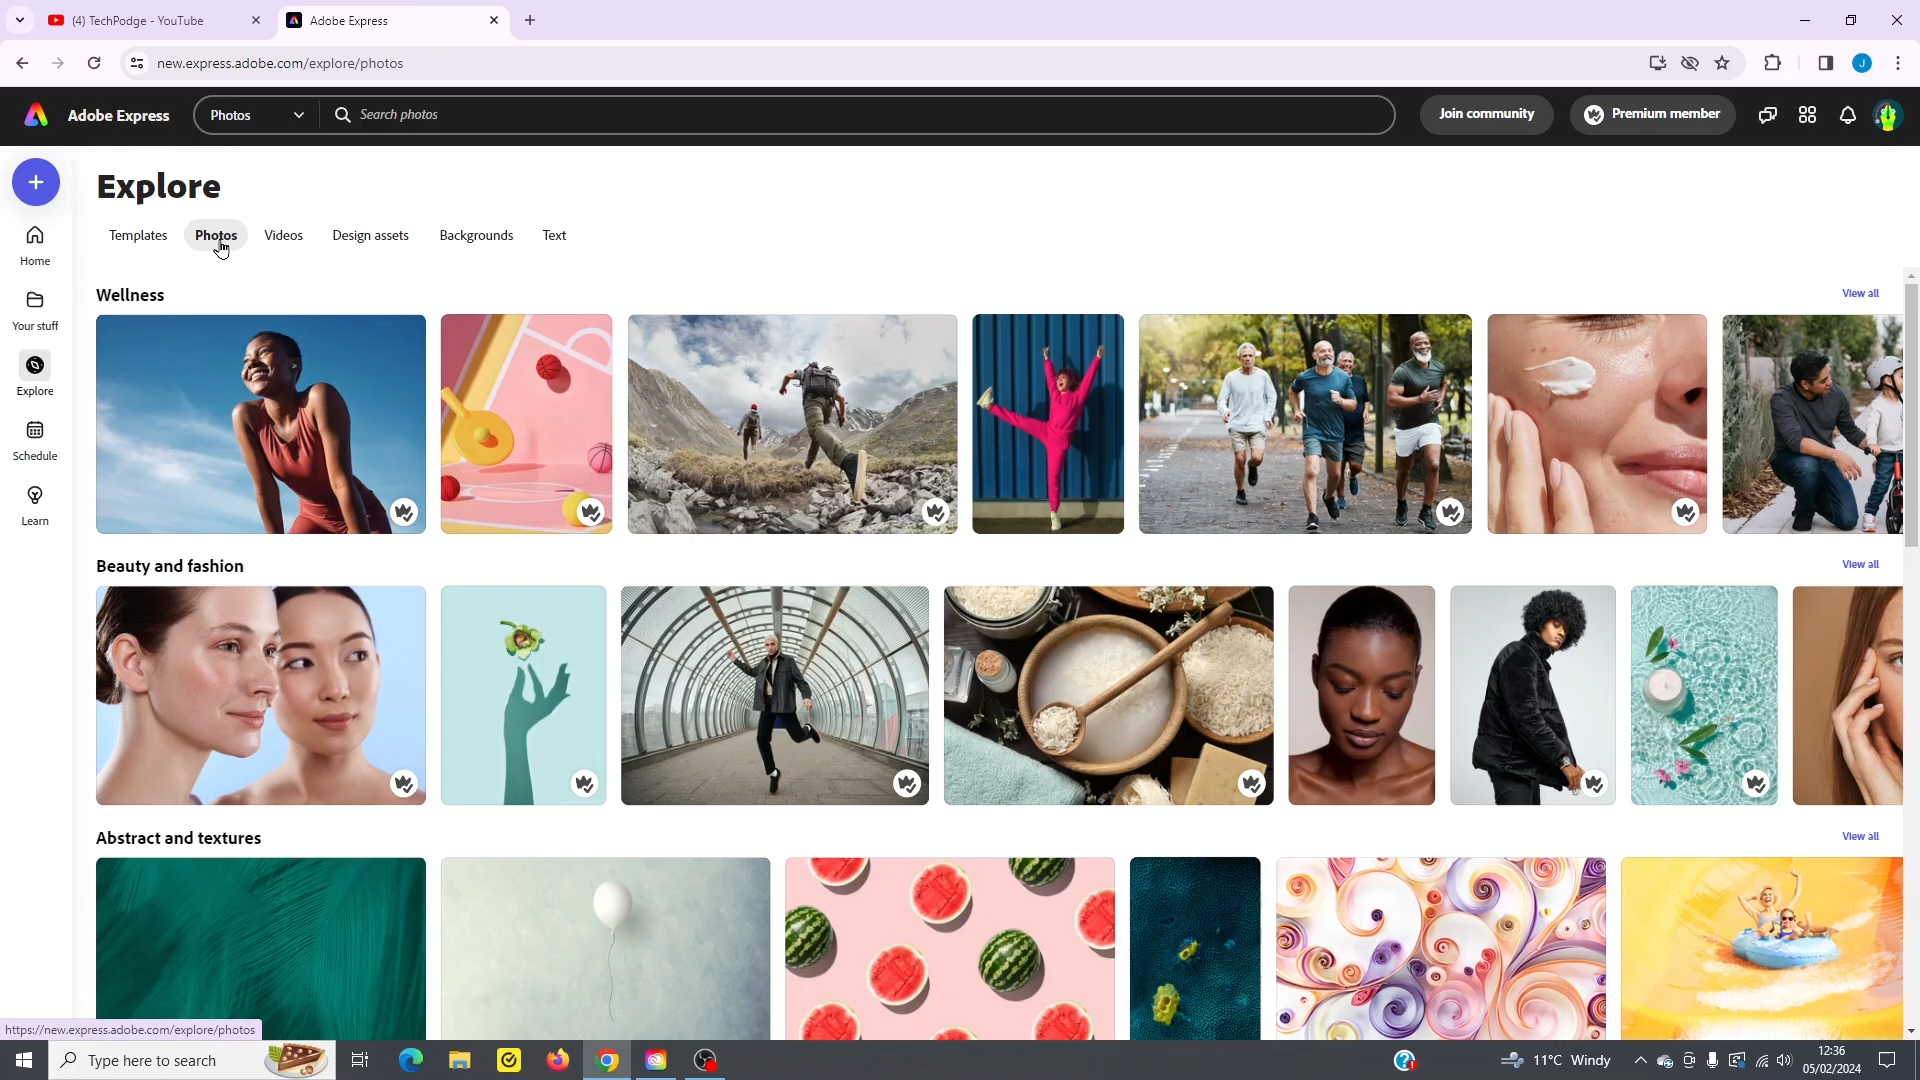 (4) TechPodge - YouTube
Adobe Express
new.express.adobe.com/explore/photos
J
Adobe Express
Photos
Search photos
Join community
Premium member
Explore
Templates
Photos
Videos
Design assets
Backgrounds
Text
Home
Your stuff
Explore
Schedule
Learn
Wellness
View all
Beauty and fashion
View all
Abstract and textures
View all
https://new.express.adobe.com/explore/photos
Type here to search
11°C Windy
12:36
05/02/2024